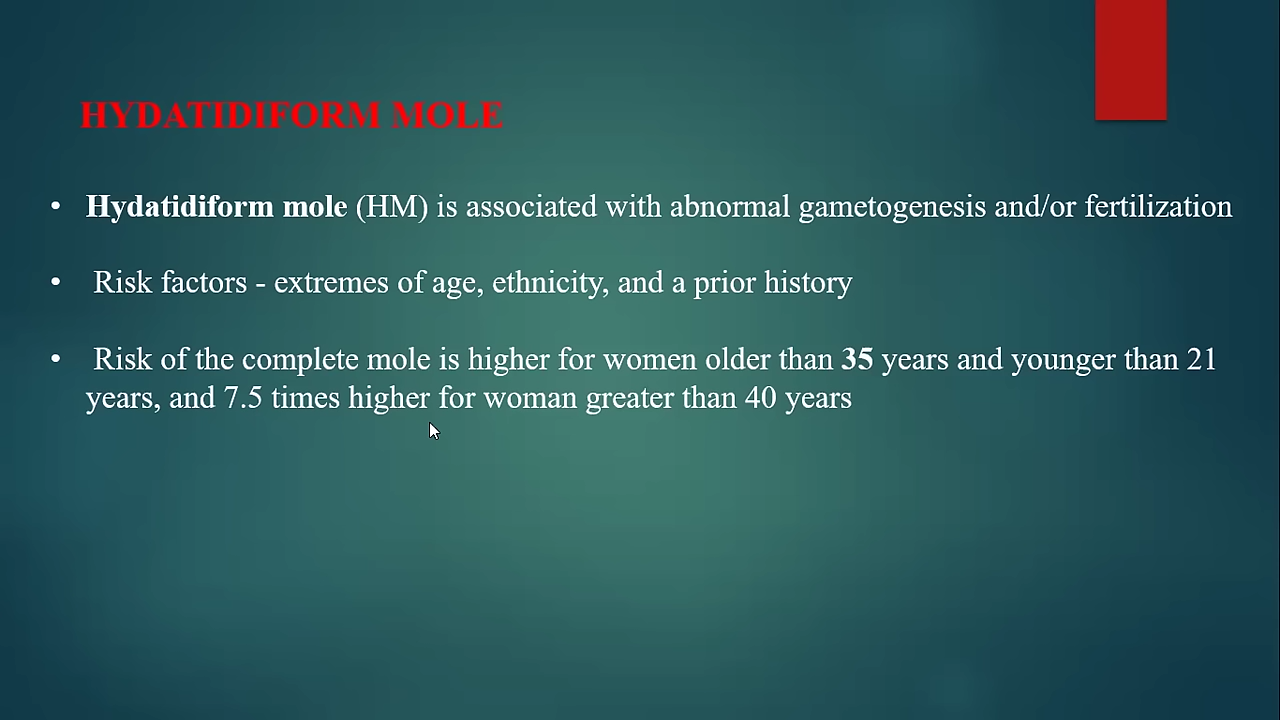 HYDATIDIFORM MOLE
• Hydatidiform mole (HM) is associated with abnormal gametogenesis and/or fertilization
• Risk factors - extremes of age, ethnicity, and a prior history
• Risk of the complete mole is higher for women older than 35 years and younger than 21
years, and 7.5 times higher for woman greater than 40 years